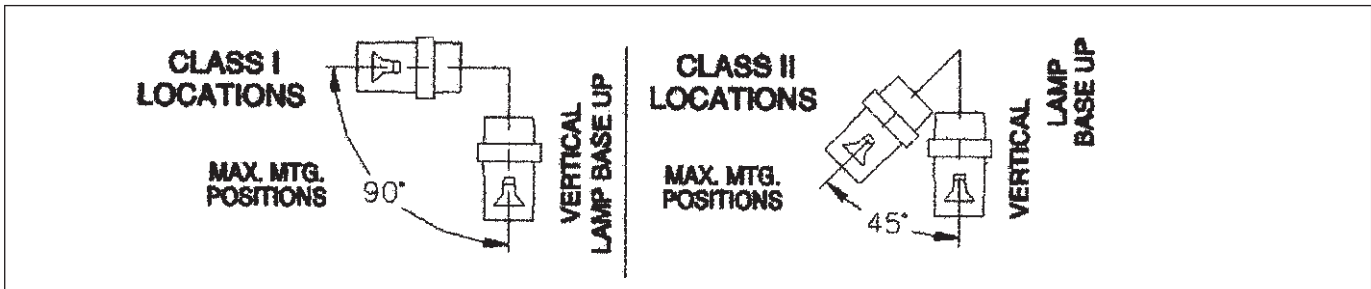 CLASS I
LOCATIONS
MAX. MTG.
POSITIONS
90°
VERTICAL
LAMP BASE UP
CLASS II
LOCATIONS
MAX. MTG.
POSITIONS
45°
VERTICAL
LAMP
BASE UP